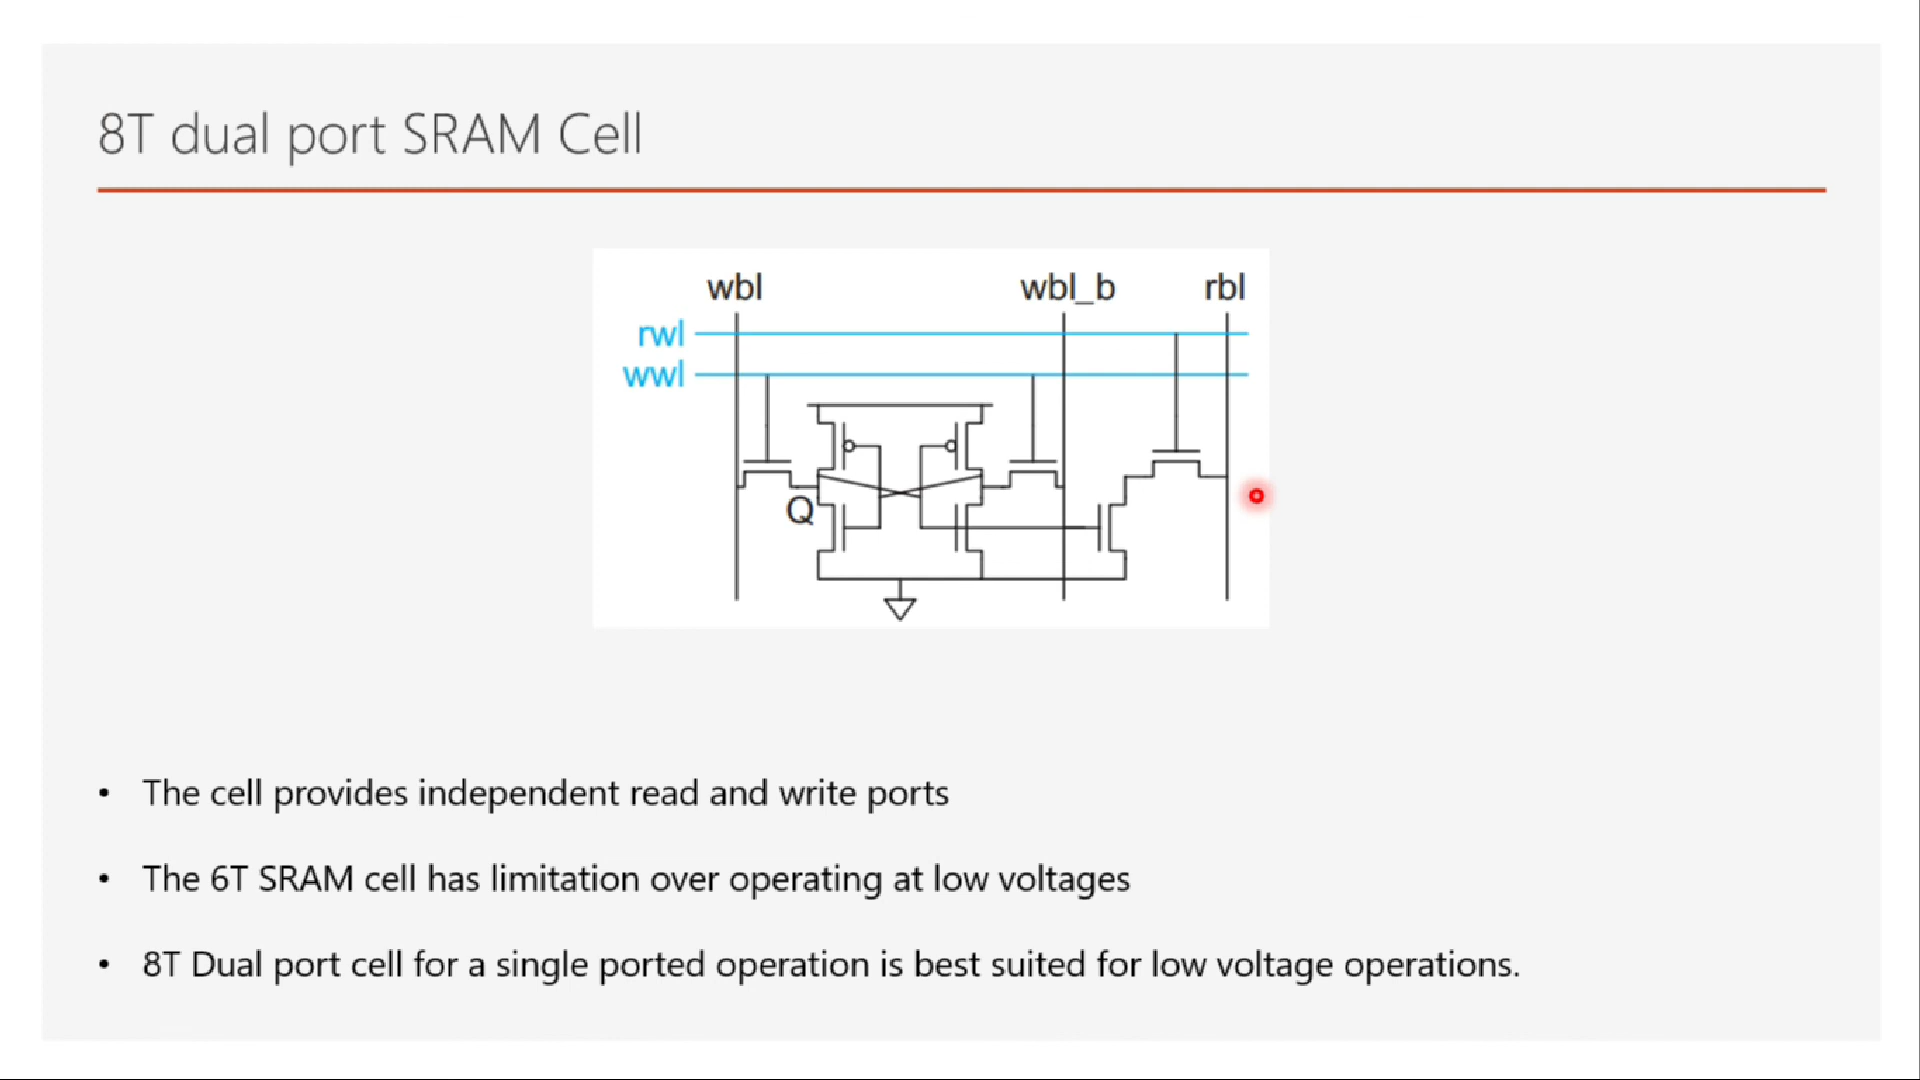 8T dual port SRAM Cell
wbl wbl_b rbl
rwl
wwl
Q
• The cell provides independent read and write ports
• The 6T SRAM cell has limitation over operating at low voltages
• 8T Dual port cell for a single ported operation is best suited for low voltage operations.